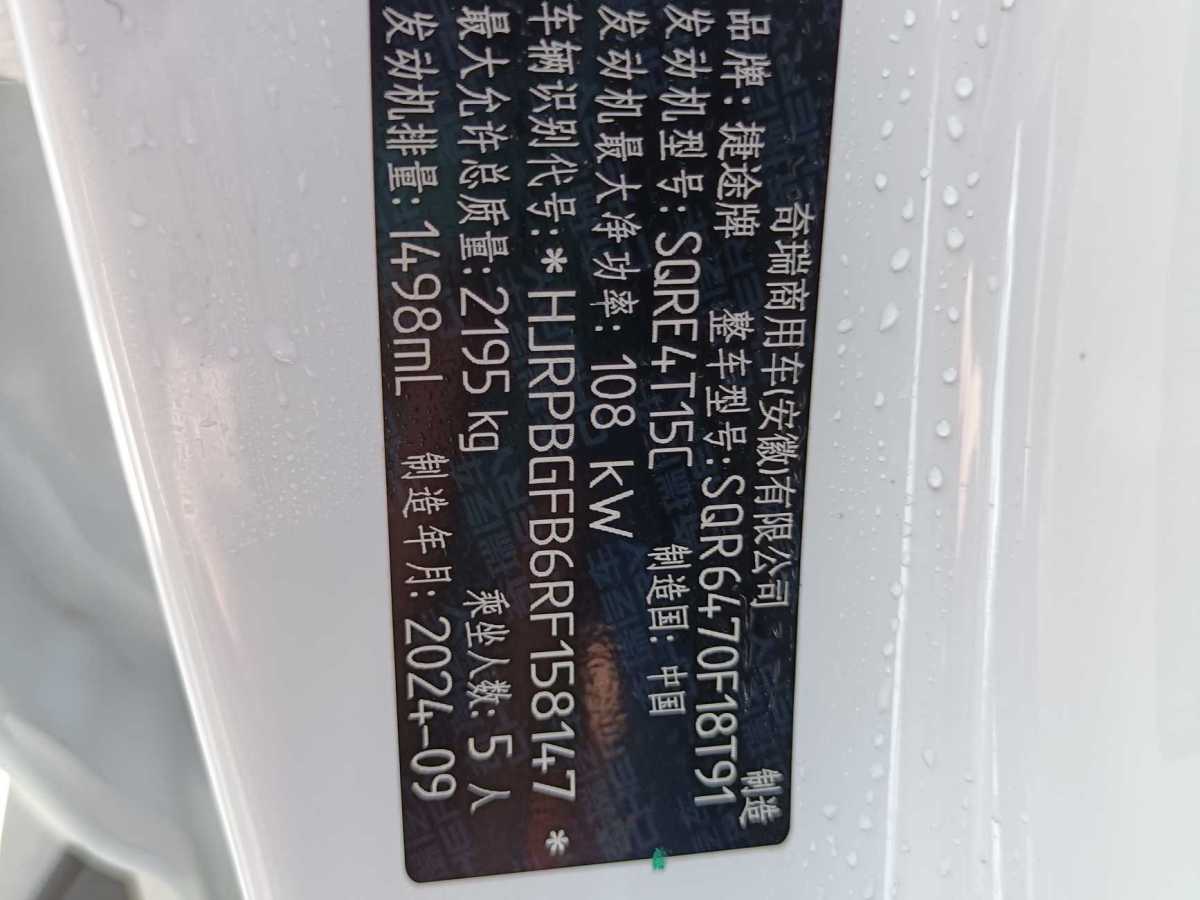 奇瑞商用车(安徽)有限公司 制造
品牌：捷途牌 整车型号：SQR6470F18T91
发动机型号：SQRE4T15C 制造国：中国
发动机最大净功率：108 kW
车辆识别代号：*HJRPBGFB6RF158147*
最大允许总质量：2195 kg 乘坐人数：5 人
发动机排量：1498mL 制造年月：2024-09